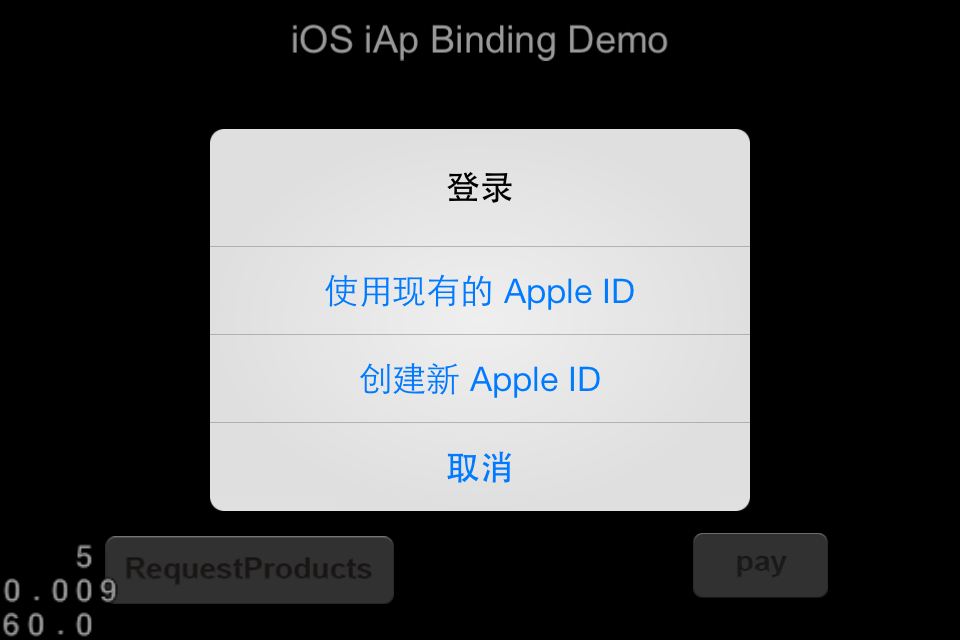 iOS iAp Binding Demo
登录
使用现有的 Apple ID
创建新 Apple ID
取消
5
RequestProducts
pay
0.009
60.0